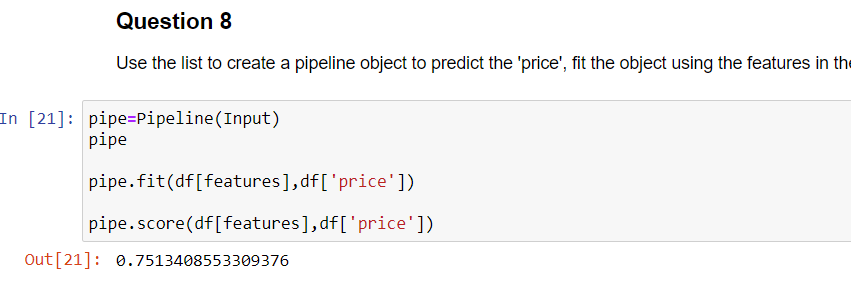 Question 8
Use the list to create a pipeline object to predict the 'price', fit the object using the features in the
In [21]: pipe=Pipeline(Input)
pipe
pipe.fit(df[features],df['price'])
pipe.score(df[features],df['price'])
Out[21]: 0.7513408553309376